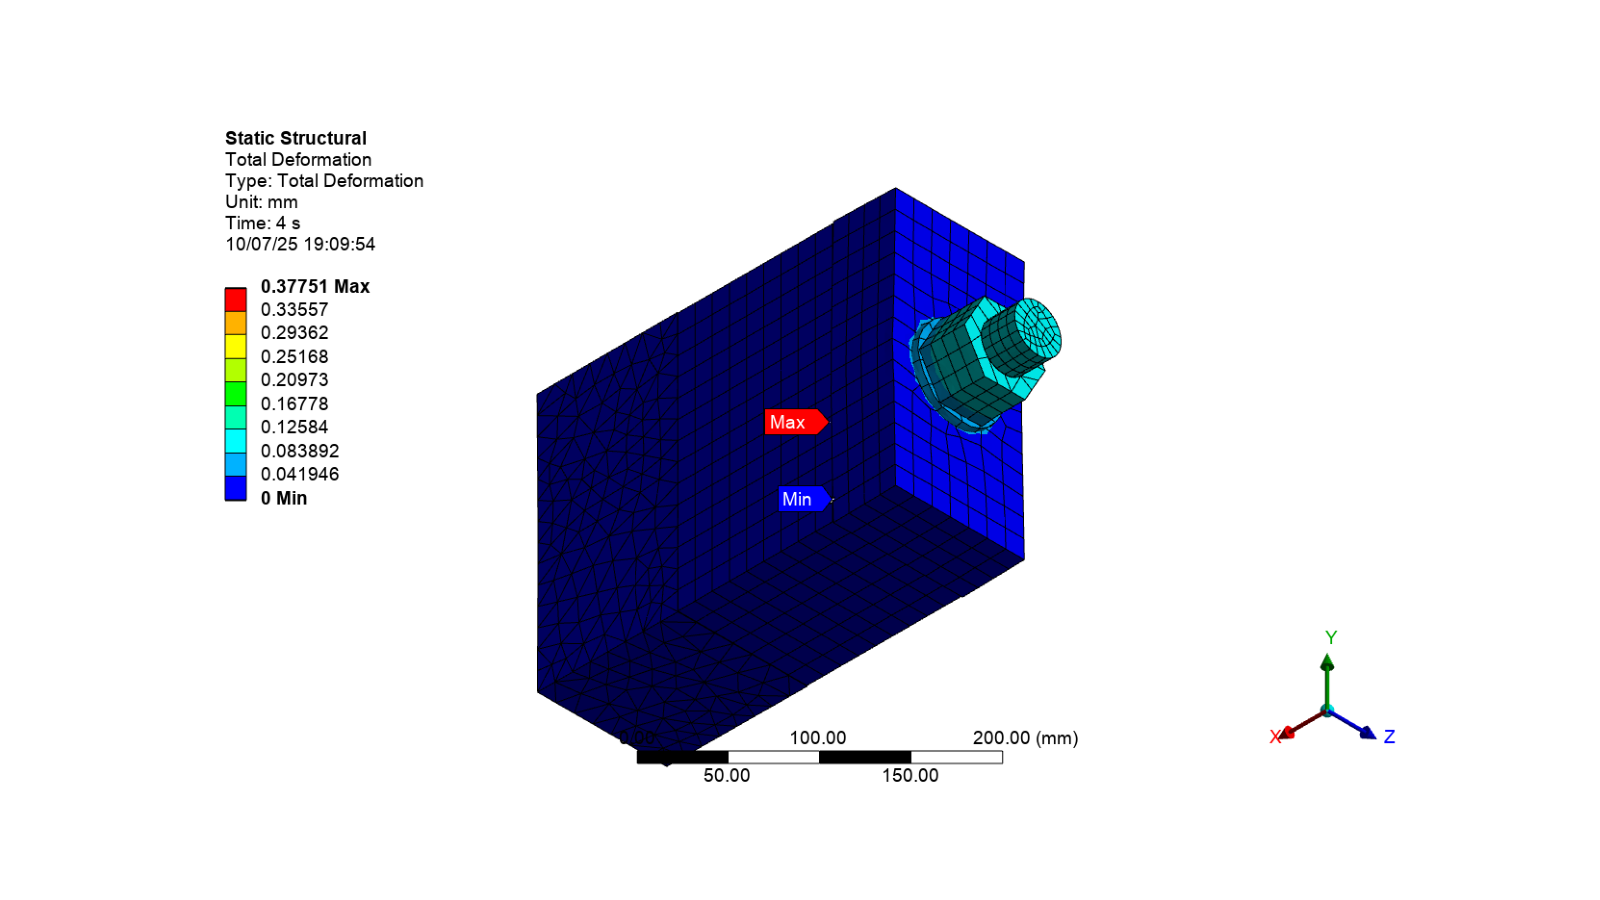 Static Structural
Total Deformation
Type: Total Deformation
Unit: mm
Time: 4 s
10/07/25 19:09:54
0.37751 Max
0.33557
0.29362
0.25168
0.20973
0.16778
0.12584
0.083892
0.041946
0 Min
Max
Min
0.00 100.00 200.00 (mm)
50.00 150.00
Y
X
Z